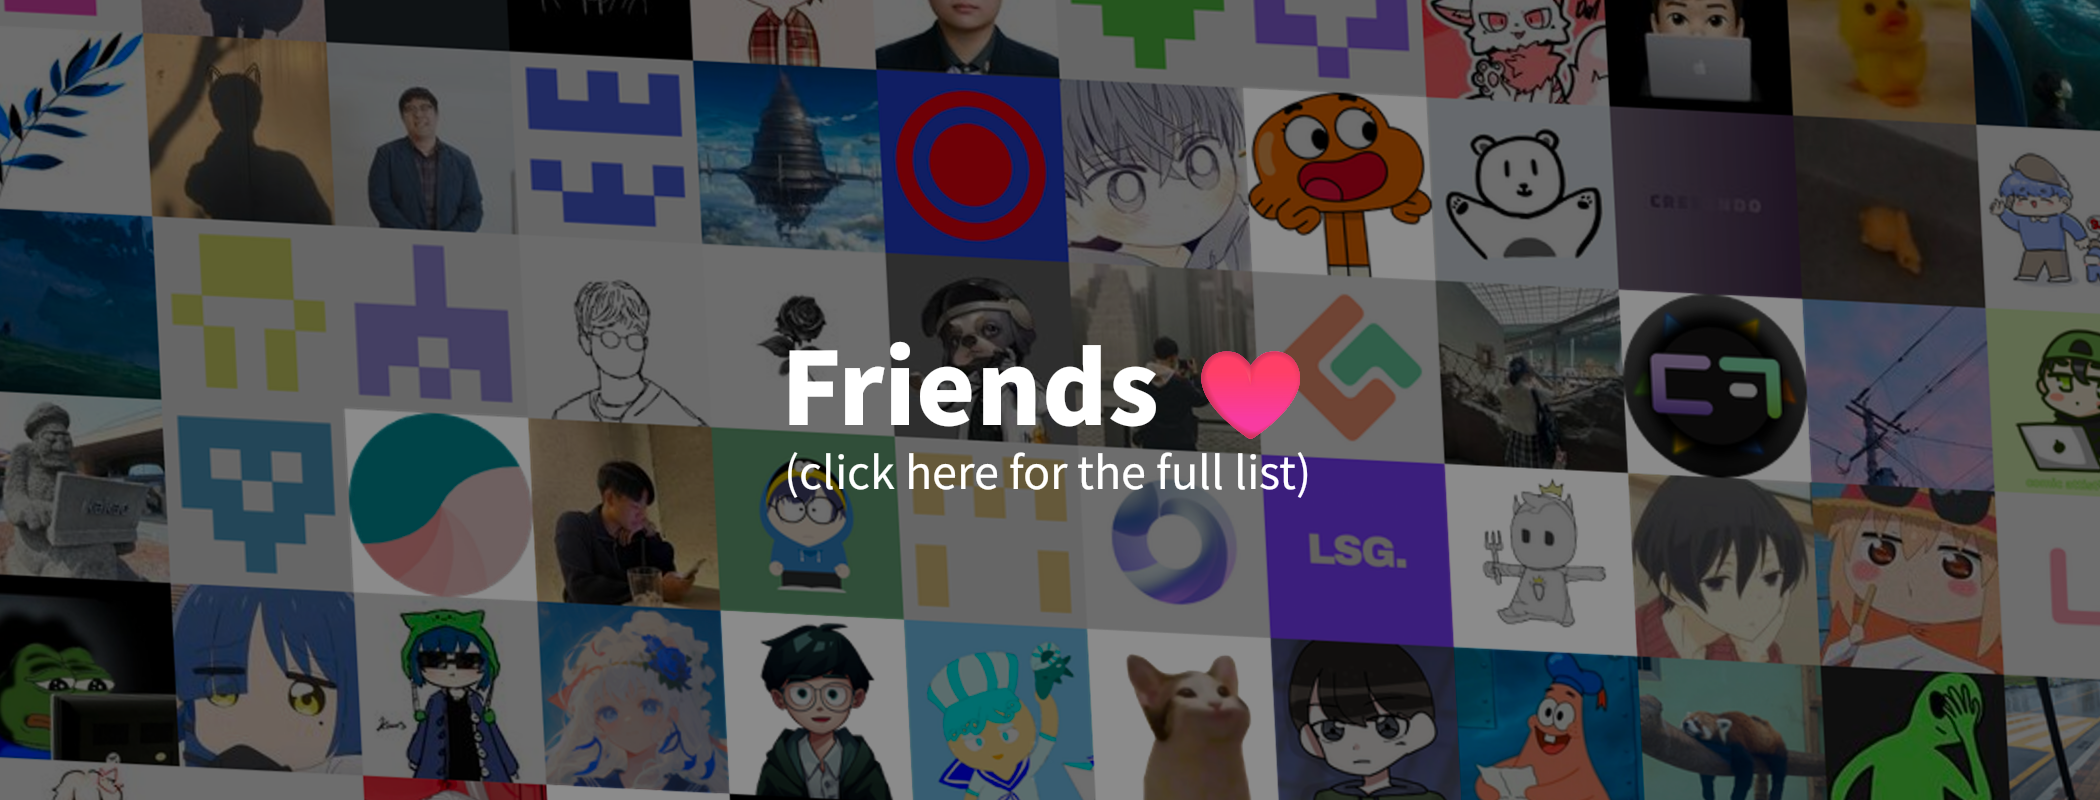 Friends ❤
(click here for the full list)
LSG.